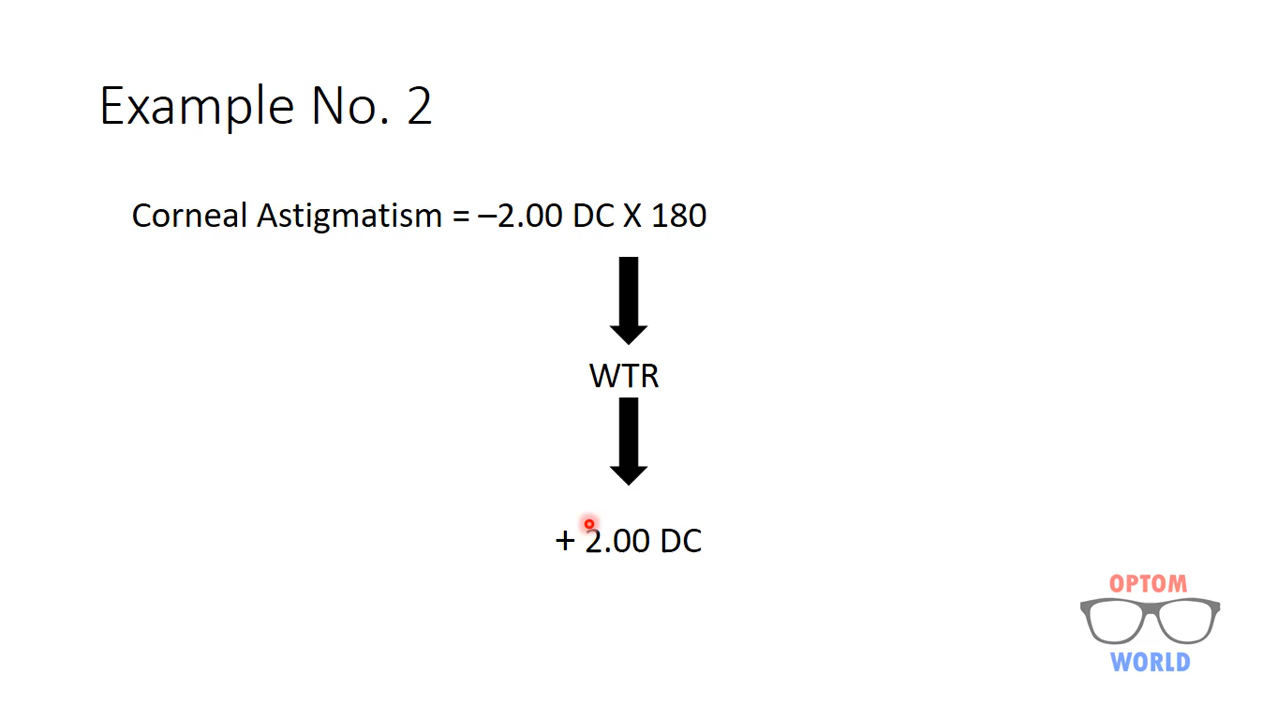 Example No. 2
Corneal Astigmatism = –2.00 DC X 180
WTR
+ 2.00 DC
OPTOM
WORLD